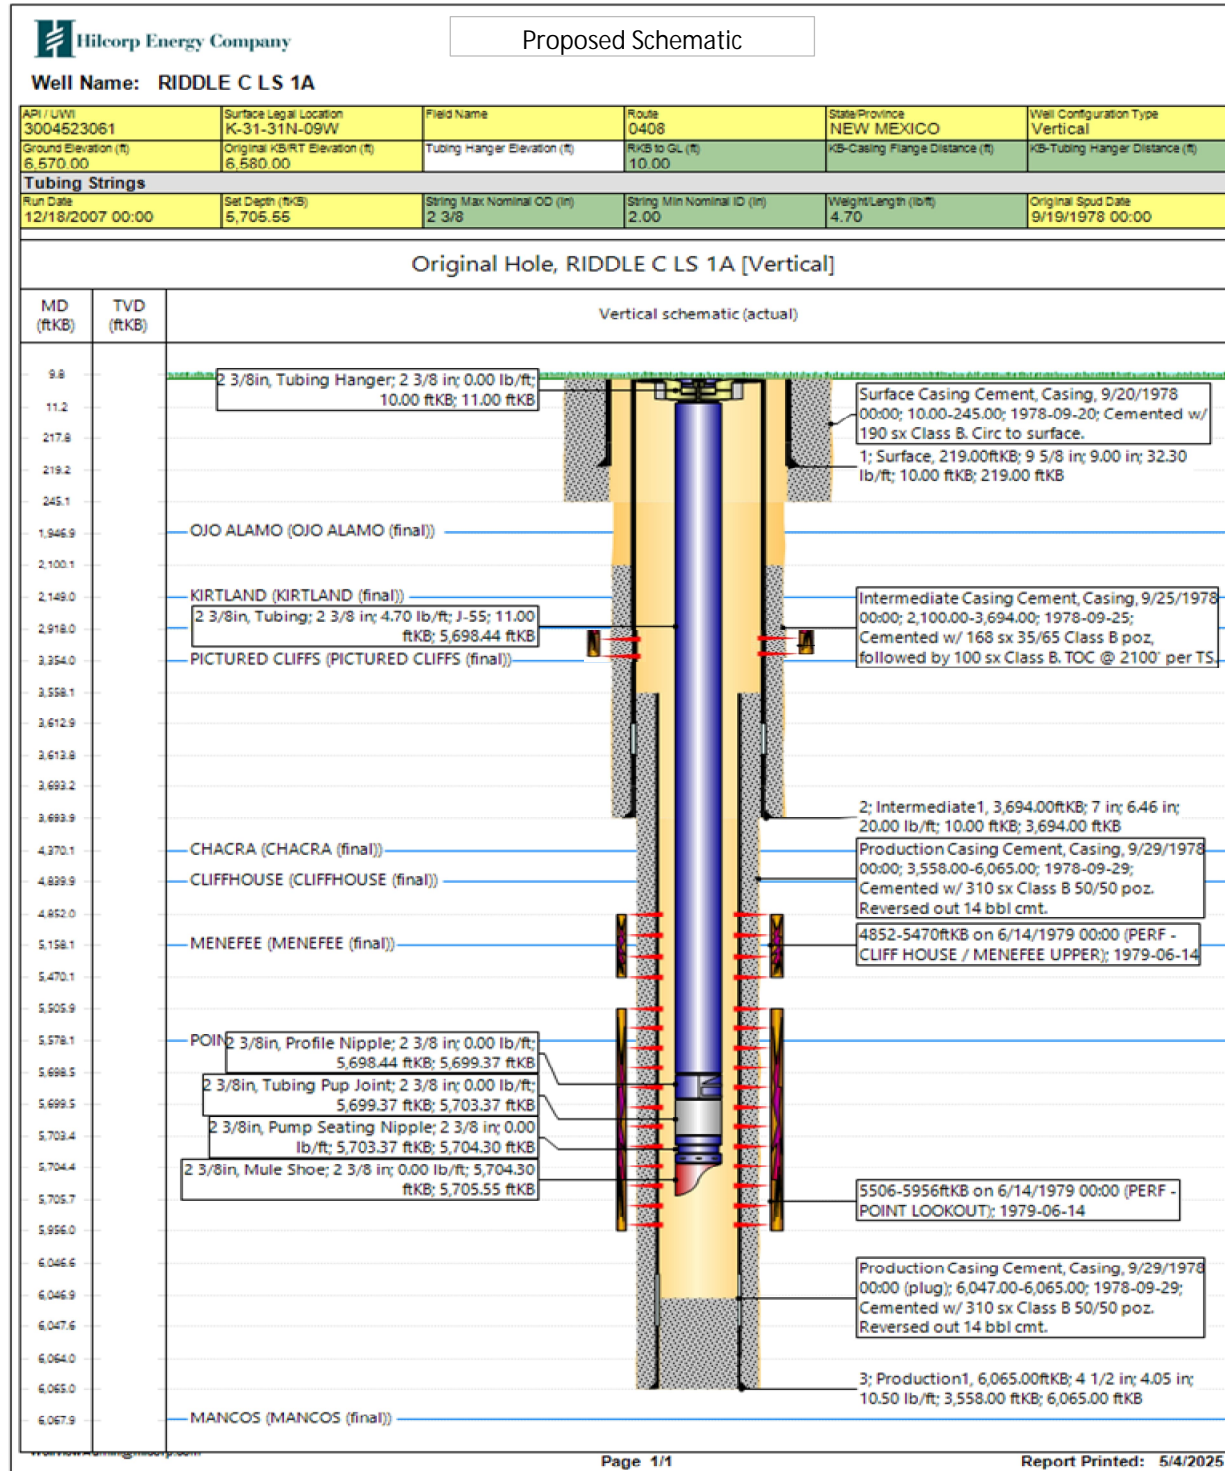 Hilcorp Energy Company
Proposed Schematic
Well Name: RIDDLE C LS 1A
API / UWI
3004523061
Surface Legal Location
K-31-31N-09W
Field Name
Route
0408
State/Province
NEW MEXICO
Well Configuration Type
Vertical
Ground Elevation (ft)
6,570.00
Original KB/RT Elevation (ft)
6,580.00
Tubing Hanger Elevation (ft)
RKB to GL (ft)
10.00
KB-Casing Flange Distance (ft)
KB-Tubing Hanger Distance (ft)
Tubing Strings
Run Date
12/18/2007 00:00
Set Depth (ftKB)
5,705.55
String Max Nominal OD (in)
2 3/8
String Min Nominal ID (in)
2.00
Weight/Length (lb/ft)
4.70
Original Spud Date
9/19/1978 00:00
Original Hole, RIDDLE C LS 1A [Vertical]
MD
(ftKB)
TVD
(ftKB)
Vertical schematic (actual)
9.8
11.2
217.8
219.2
245.1
1,946.9
2,100.1
2,149.0
2,918.0
3,354.0
3,558.1
3,612.9
3,613.8
3,693.2
3,693.9
4,370.1
4,839.9
4,852.0
5,158.1
5,470.1
5,505.9
5,578.1
5,698.5
5,699.5
5,703.4
5,704.4
5,705.7
5,956.0
6,046.6
6,046.9
6,047.6
6,064.0
6,065.0
6,067.9
2 3/8in, Tubing Hanger; 2 3/8 in; 0.00 lb/ft;
10.00 ftKB; 11.00 ftKB
Surface Casing Cement, Casing, 9/20/1978
00:00; 10.00-245.00; 1978-09-20; Cemented w/
190 sx Class B. Circ to surface.
1; Surface, 219.00ftKB; 9 5/8 in; 9.00 in; 32.30
lb/ft; 10.00 ftKB; 219.00 ftKB
OJO ALAMO (OJO ALAMO (final))
KIRTLAND (KIRTLAND (final))
2 3/8in, Tubing; 2 3/8 in; 4.70 lb/ft; J-55; 11.00
ftKB; 5,698.44 ftKB
Intermediate Casing Cement, Casing, 9/25/1978
00:00; 2,100.00-3,694.00; 1978-09-25;
Cemented w/ 168 sx 35/65 Class B poz,
followed by 100 sx Class B. TOC @ 2100' per TS.
PICTURED CLIFFS (PICTURED CLIFFS (final))
2; Intermediate1, 3,694.00ftKB; 7 in; 6.46 in;
20.00 lb/ft; 10.00 ftKB; 3,694.00 ftKB
CHACRA (CHACRA (final))
CLIFFHOUSE (CLIFFHOUSE (final))
Production Casing Cement, Casing, 9/29/1978
00:00; 3,558.00-6,065.00; 1978-09-29;
Cemented w/ 310 sx Class B 50/50 poz.
Reversed out 14 bbl cmt.
MENEFEE (MENEFEE (final))
4852-5470ftKB on 6/14/1979 00:00 (PERF -
CLIFF HOUSE / MENEFEE UPPER); 1979-06-14
POIN
2 3/8in, Profile Nipple; 2 3/8 in; 0.00 lb/ft;
5,698.44 ftKB; 5,699.37 ftKB
2 3/8in, Tubing Pup Joint; 2 3/8 in; 0.00 lb/ft;
5,699.37 ftKB; 5,703.37 ftKB
2 3/8in, Pump Seating Nipple; 2 3/8 in; 0.00
lb/ft; 5,703.37 ftKB; 5,704.30 ftKB
2 3/8in, Mule Shoe; 2 3/8 in; 0.00 lb/ft; 5,704.30
ftKB; 5,705.55 ftKB
5506-5956ftKB on 6/14/1979 00:00 (PERF -
POINT LOOKOUT); 1979-06-14
Production Casing Cement, Casing, 9/29/1978
00:00 (plug); 6,047.00-6,065.00; 1978-09-29;
Cemented w/ 310 sx Class B 50/50 poz.
Reversed out 14 bbl cmt.
3; Production1, 6,065.00ftKB; 4 1/2 in; 4.05 in;
10.50 lb/ft; 3,558.00 ftKB; 6,065.00 ftKB
MANCOS (MANCOS (final))
Page 1/1
Report Printed: 5/4/2025